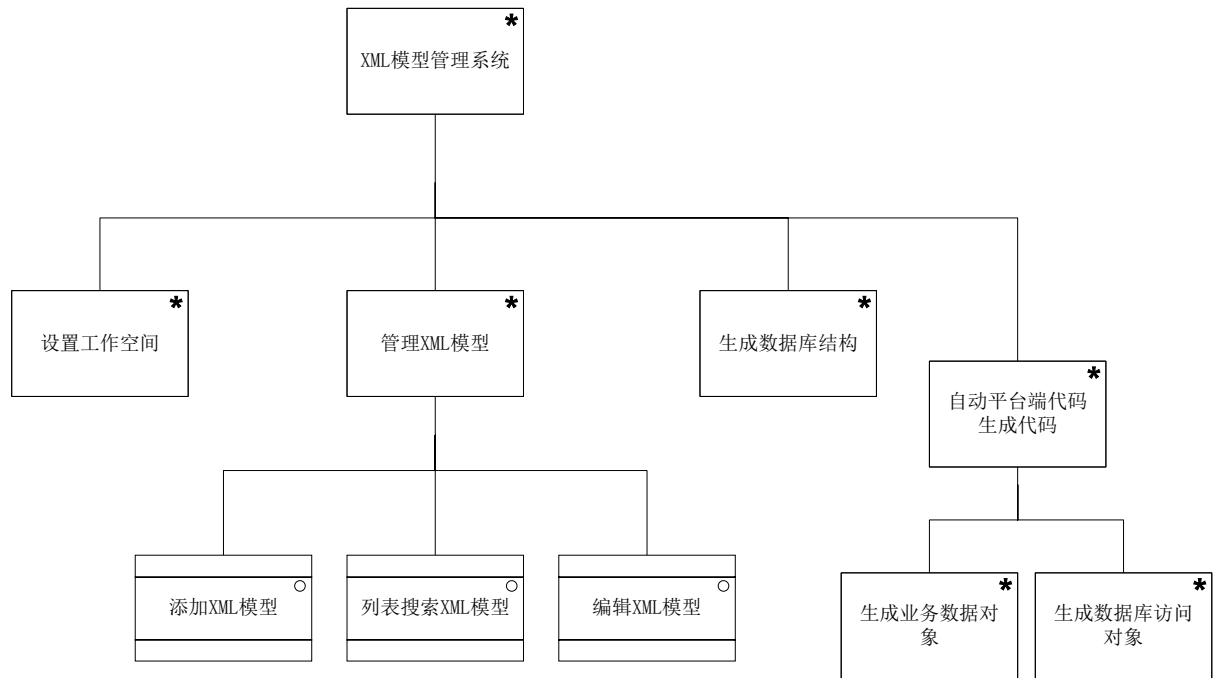 XML模型管理系统
设置工作空间
管理XML模型
生成数据库结构
自动平台端代码
生成代码
添加XML模型
列表搜索XML模型
编辑XML模型
生成业务数据对
象
生成数据库访问
对象